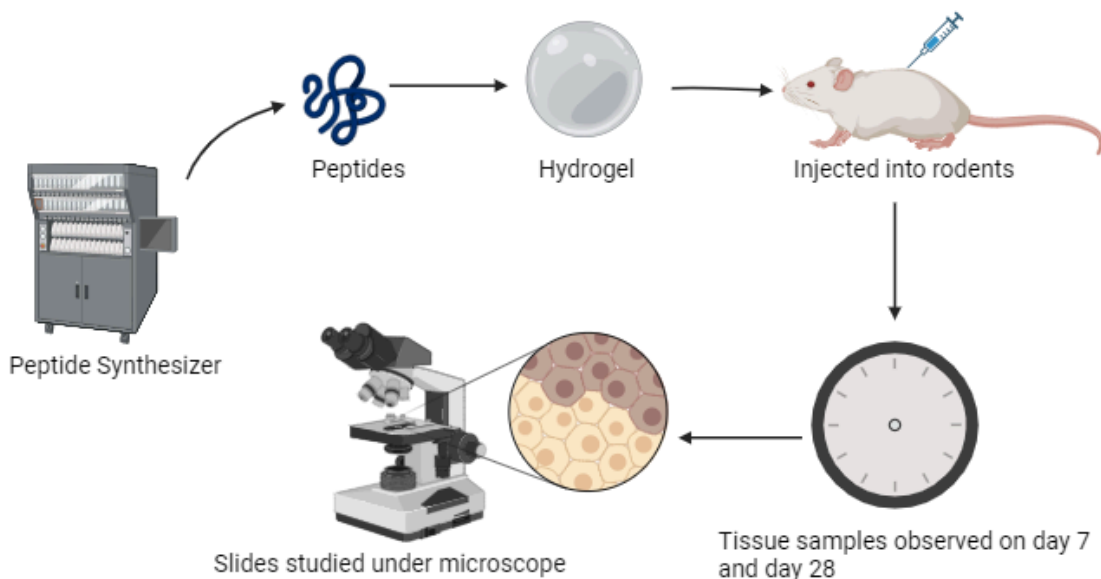 Peptide Synthesizer
Peptides
Hydrogel
Injected into rodents
Tissue samples observed on day 7
and day 28
Slides studied under microscope